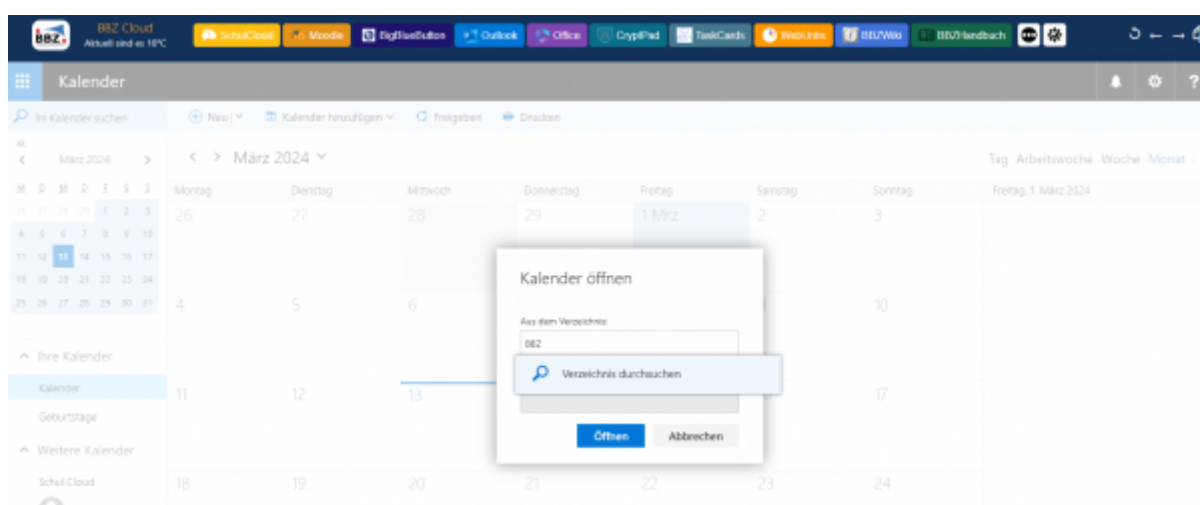 BBZ.
BBZ Cloud
Aktuell sind es 10°C
SchulCloud
Moodle
BigBlueButton
Outlook
Office
CryptPad
TaskCards
WebUntis
BBZWiki
BBZHandbuch
Kalender
?
Im Kalender suchen
Neu
Kalender hinzufügen
Freigeben
Drucken
März 2024
März 2024
Tag Arbeitswoche Woche Monat
M D M D F S S
26 27 28 29 1 2 3
4 5 6 7 8 9 10
11 12 13 14 15 16 17
18 19 20 21 22 23 24
25 26 27 28 29 30 31
Montag Dienstag Mittwoch Donnerstag Freitag Samstag Sonntag
Freitag, 1. März 2024
26 27 28 29 1 Mrz 2 3
4 5 6 10
11 12 13 17
18 19 20 21 22 23 24
Kalender öffnen
Aus dem Verzeichnis:
BBZ
Verzeichnis durchsuchen
Öffnen
Abbrechen
Ihre Kalender
Kalender
Geburtstage
Weitere Kalender
Schul Cloud